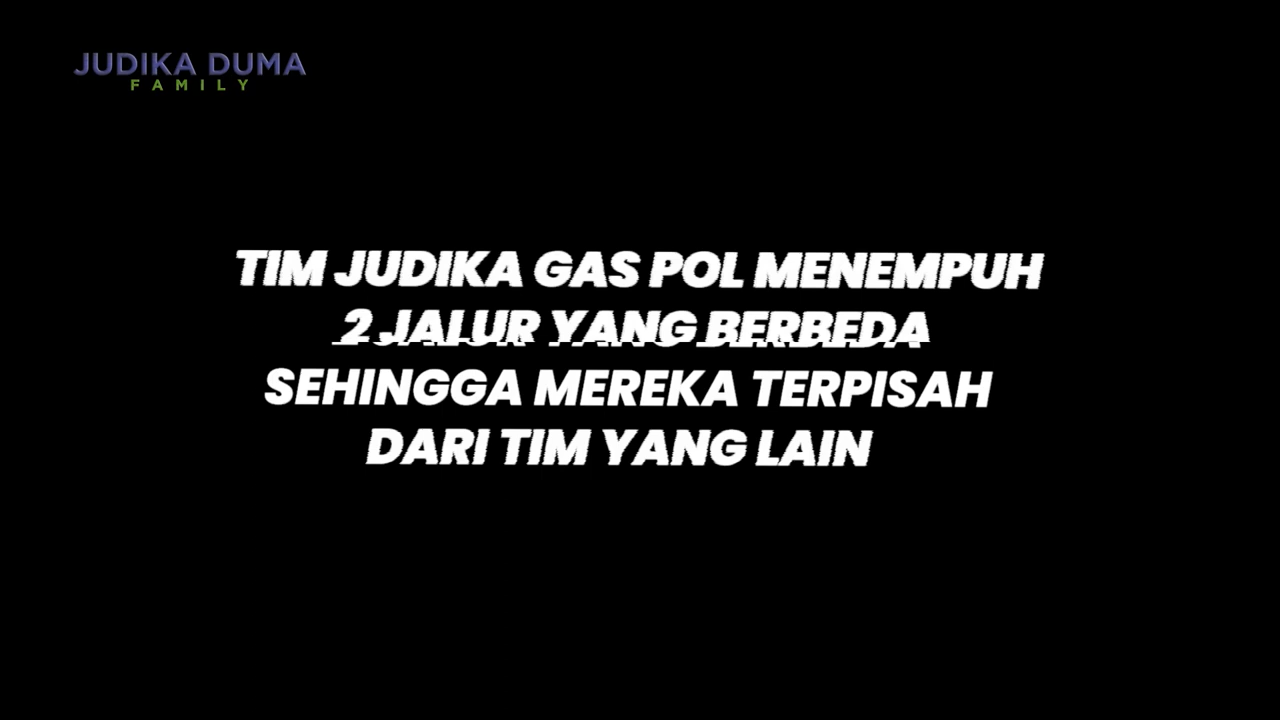 JUDIKA DUMA
FAMILY
TIM JUDIKA GAS POL MENEMPUH
2 JALUR YANG BERBEDA
SEHINGGA MEREKA TERPISAH
DARI TIM YANG LAIN